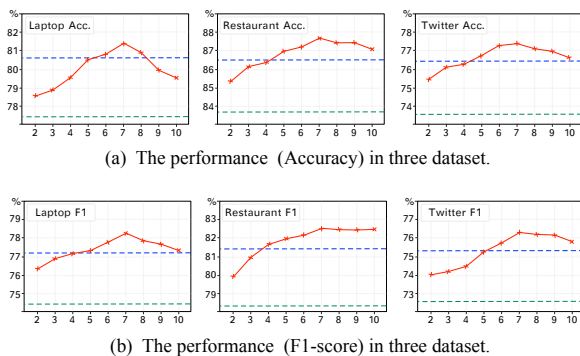 % Laptop Acc. % Restaurant Acc. % Twitter Acc.
82 88 78
81 87 77
80 86 76
79 85 75
78 84 74
2 3 4 5 6 7 8 9 10 2 3 4 5 6 7 8 9 10 2 3 4 5 6 7 8 9 10
(a) The performance (Accuracy) in three dataset.
% Laptop F1 % Restaurant F1 % Twitter F1
79 83 77
78 82 76
77 81 75
76 80 74
75 79 73
2 3 4 5 6 7 8 9 10 2 3 4 5 6 7 8 9 10 2 3 4 5 6 7 8 9 10
(b) The performance (F1-score) in three dataset.